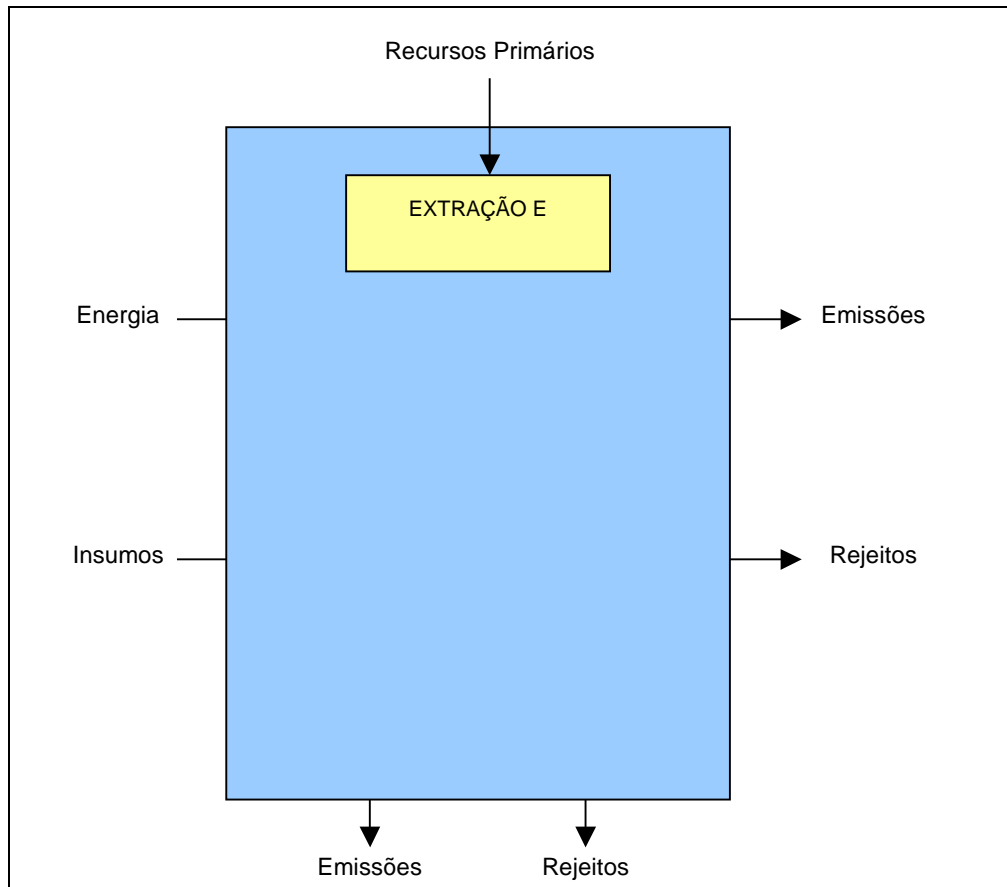 Recursos Primários
EXTRAÇÃO E
Energia
Emissões
Insumos
Rejeitos
Emissões
Rejeitos